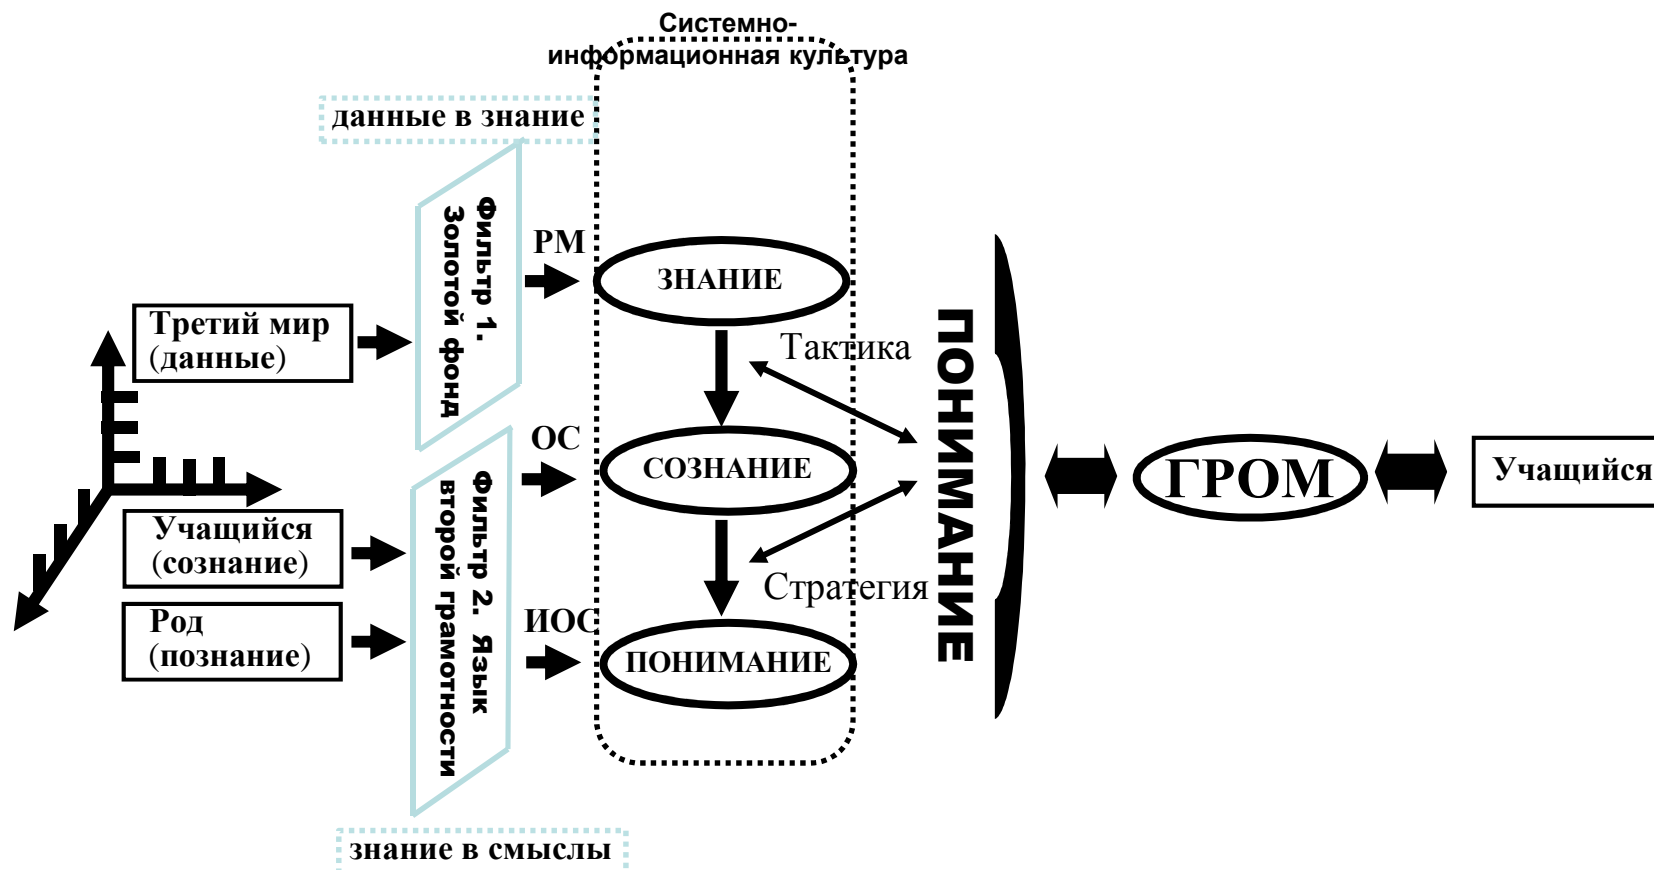 Системно-
информационная культура
данные в знание
Фильтр 1.
Золотой фонд
РМ
ЗНАНИЕ
Третий мир
(данные)
Тактика
ПОНИМАНИЕ
ОС
СОЗНАНИЕ
ГРОМ
Учащийся
Фильтр 2. Язык
второй грамотности
Учащийся
(сознание)
Стратегия
Род
(познание)
ИОС
ПОНИМАНИЕ
знание в смыслы